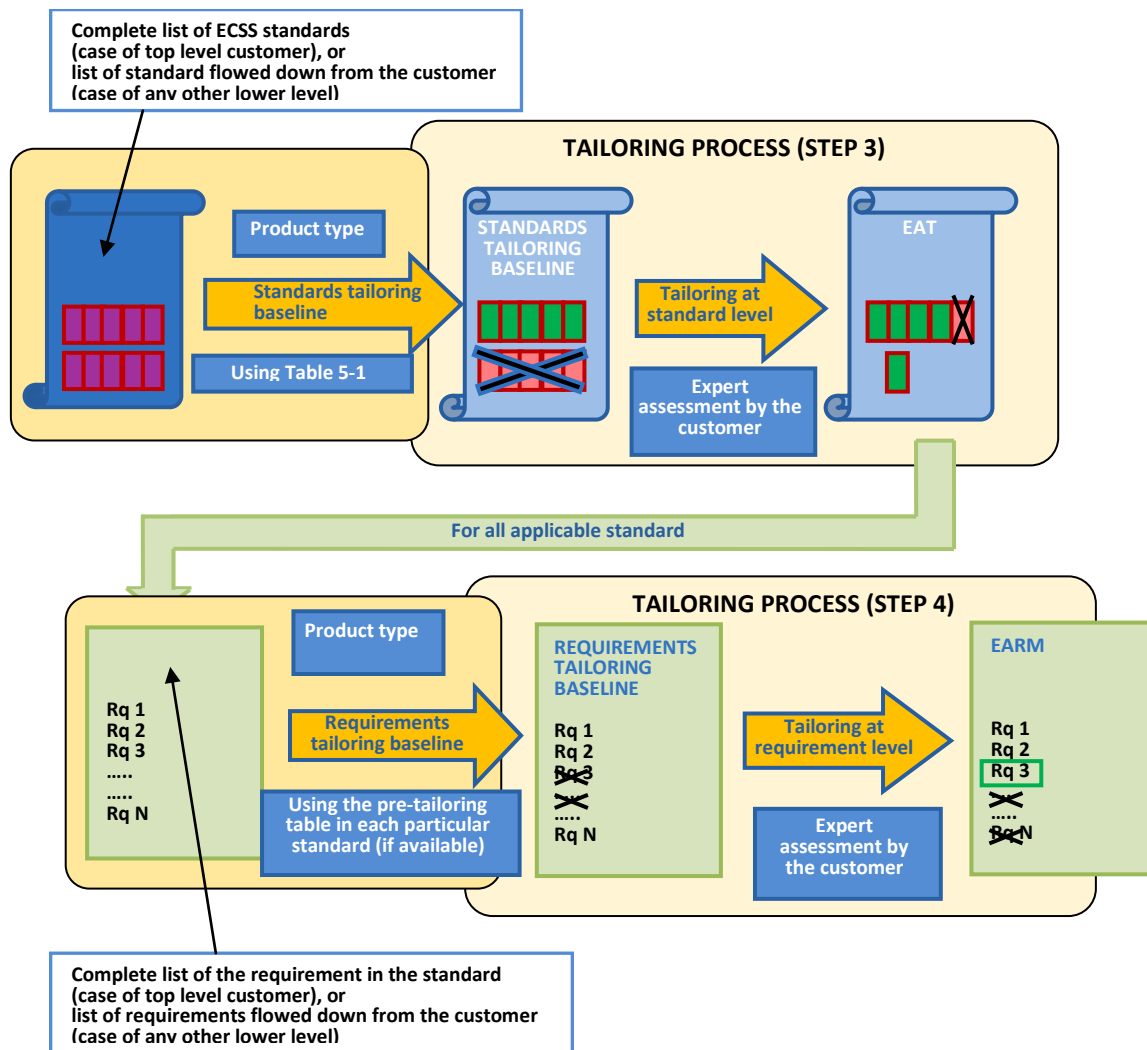 Complete list of ECSS standards
(case of top level customer), or
list of standard flowed down from the customer
(case of any other lower level)
TAILORING PROCESS (STEP 3)
Product type
Standards tailoring
baseline
Using Table 5-1
STANDARDS
TAILORING
BASELINE
Tailoring at
standard level
Expert
assessment by the
customer
EAT
For all applicable standard
TAILORING PROCESS (STEP 4)
Rq 1
Rq 2
Rq 3
.....
.....
Rq N
Product type
Requirements
tailoring baseline
Using the pre-tailoring
table in each particular
standard (if available)
REQUIREMENTS
TAILORING
BASELINE
Rq 1
Rq 2
Rq 3
.....
.....
Rq N
Tailoring at
requirement level
Expert
assessment by
the customer
EARM
Rq 1
Rq 2
Rq 3
.....
.....
Rq N
Complete list of the requirement in the standard
(case of top level customer), or
list of requirements flowed down from the customer
(case of any other lower level)